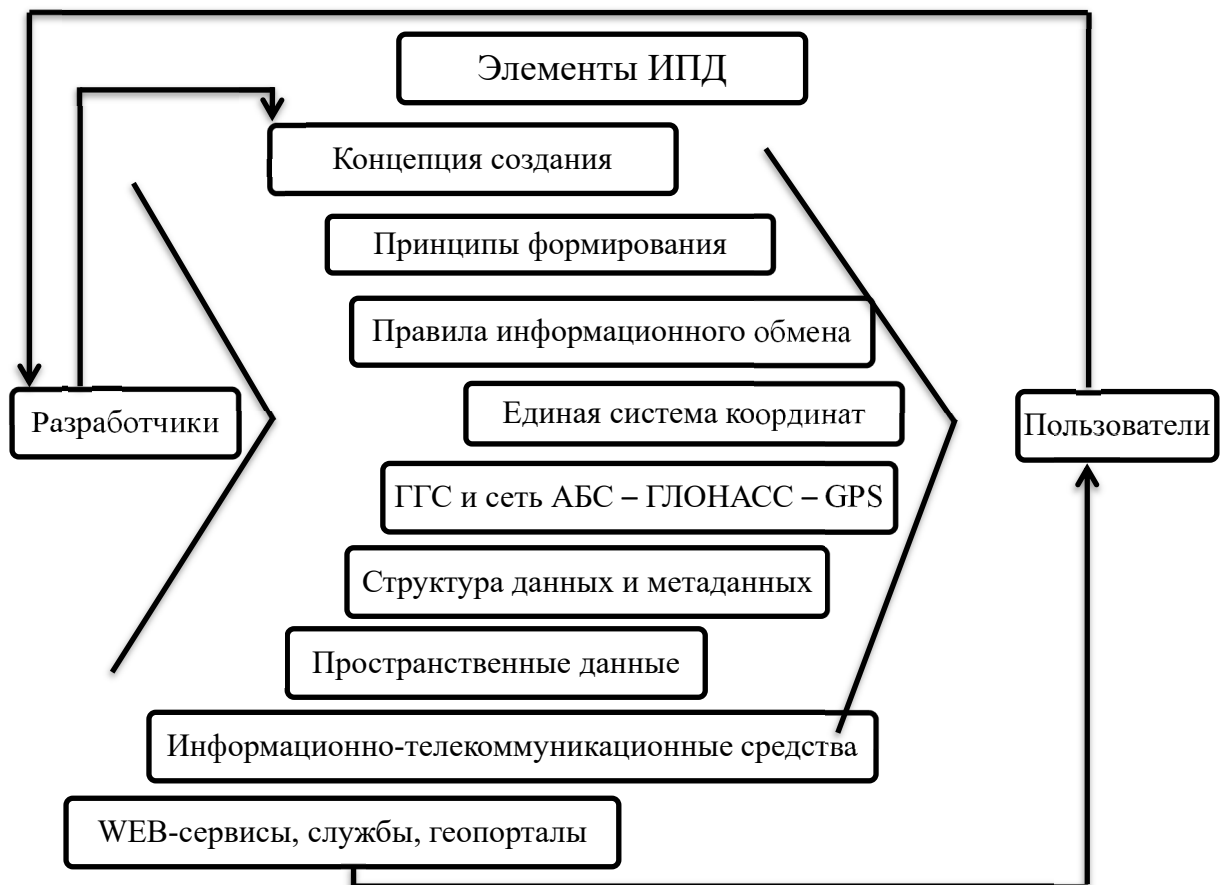 Элементы ИПД
Концепция создания
Принципы формирования
Правила информационного обмена
Единая система координат
Разработчики
Пользователи
ГГС и сеть АБС – ГЛОНАСС – GPS
Структура данных и метаданных
Пространственные данные
Информационно-телекоммуникационные средства
WEB-сервисы, службы, геопорталы